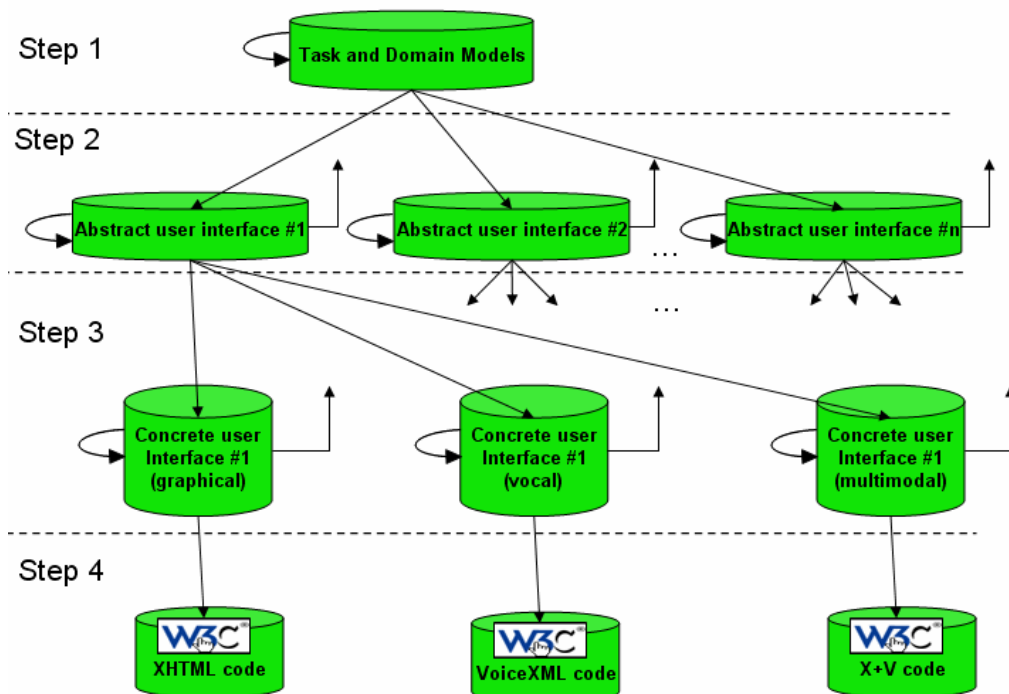 Step 1
Task and Domain Models
Step 2
Abstract user interface #1
Abstract user interface #2
...
Abstract user interface #n
...
Step 3
Concrete user
Interface #1
(graphical)
Concrete user
Interface #1
(vocal)
Concrete user
Interface #1
(multimodal)
Step 4
W3C®
XHTML code
W3C®
VoiceXML code
W3C®
X+V code